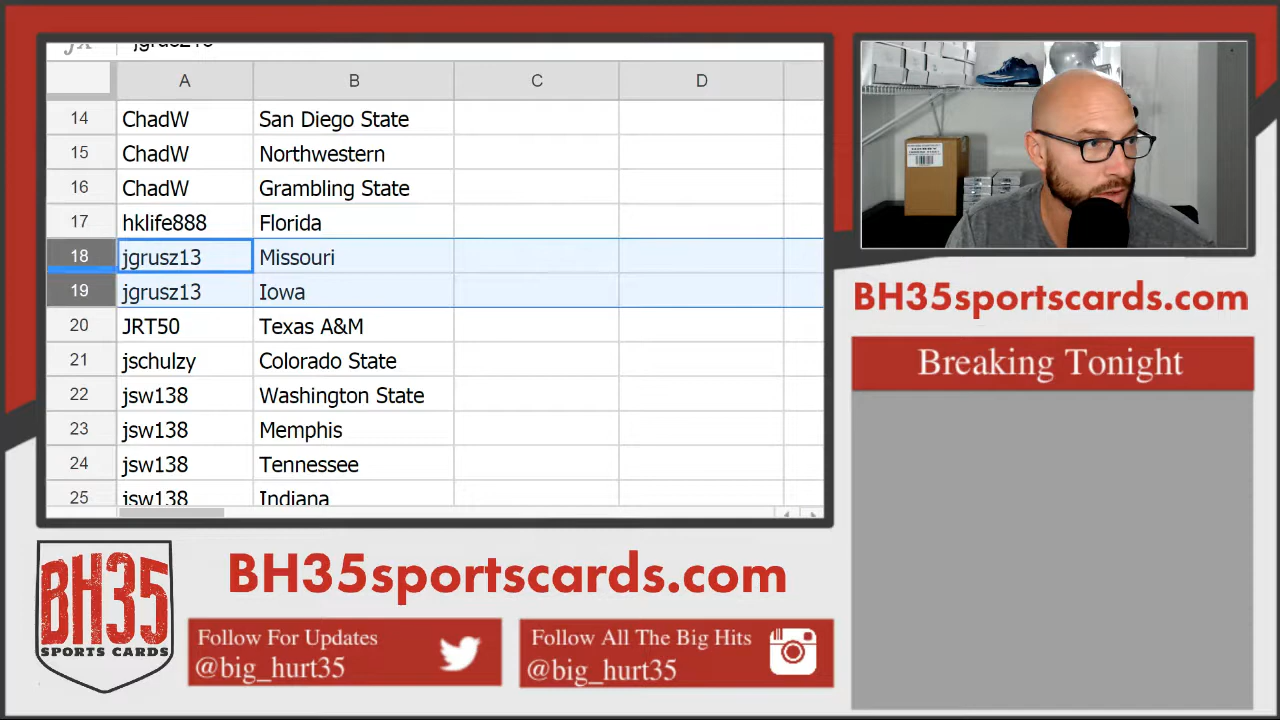 A B C D
14 ChadW San Diego State
15 ChadW Northwestern
16 ChadW Grambling State
17 hklife888 Florida
18 jgrusz13 Missouri
19 jgrusz13 Iowa
20 JRT50 Texas A&M
21 jschulzy Colorado State
22 jsw138 Washington State
23 jsw138 Memphis
24 jsw138 Tennessee
25 jsw138 Indiana
BH35sportscards.com
Breaking Tonight
BH35
SPORTS CARDS
BH35sportscards.com
Follow For Updates
@big_hurt35
Follow All The Big Hits
@big_hurt35